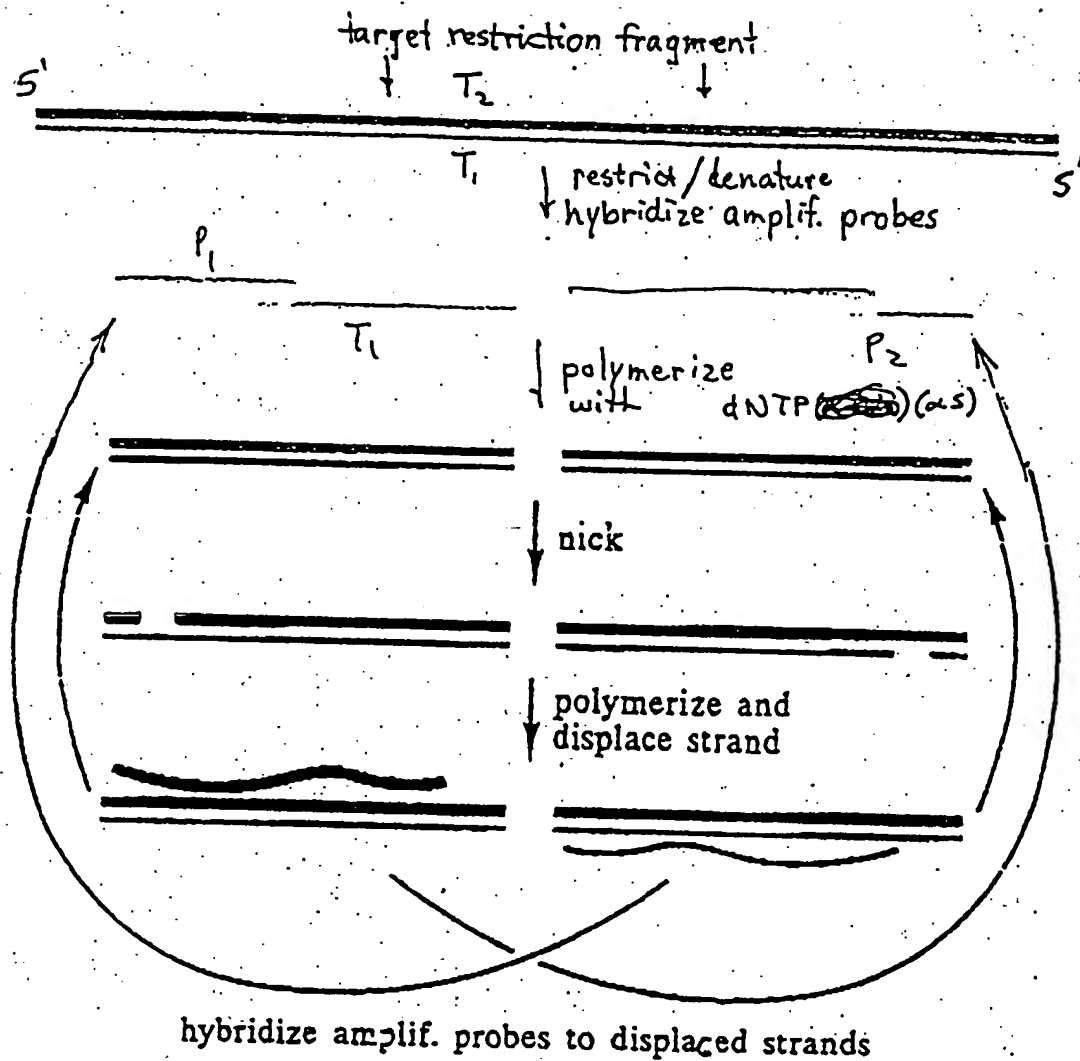 target restriction fragment
5'
T₂
T₁
5'
restrict/denature
hybridize amplif. probes
P₁
T₁
P₂
polymerize
with dNTP (αS)
nick
polymerize and
displace strand
hybridize amplif. probes to displaced strands